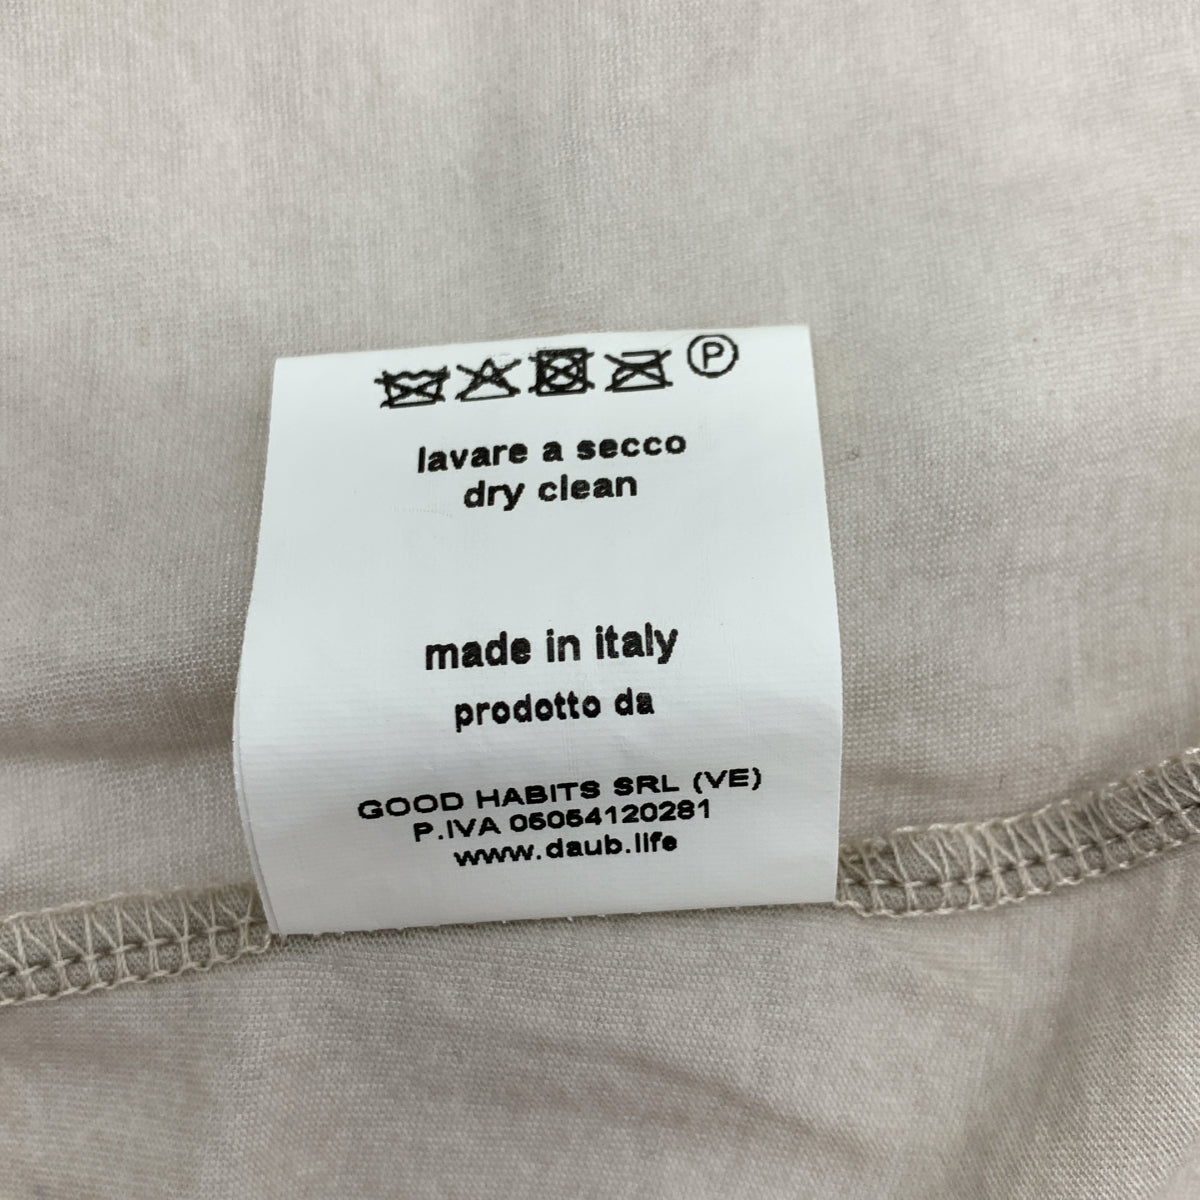 P
lavare a secco
dry clean
made in italy
prodotto da
GOOD HABITS SRL (VE)
P.IVA 05054120281
www.daub.life